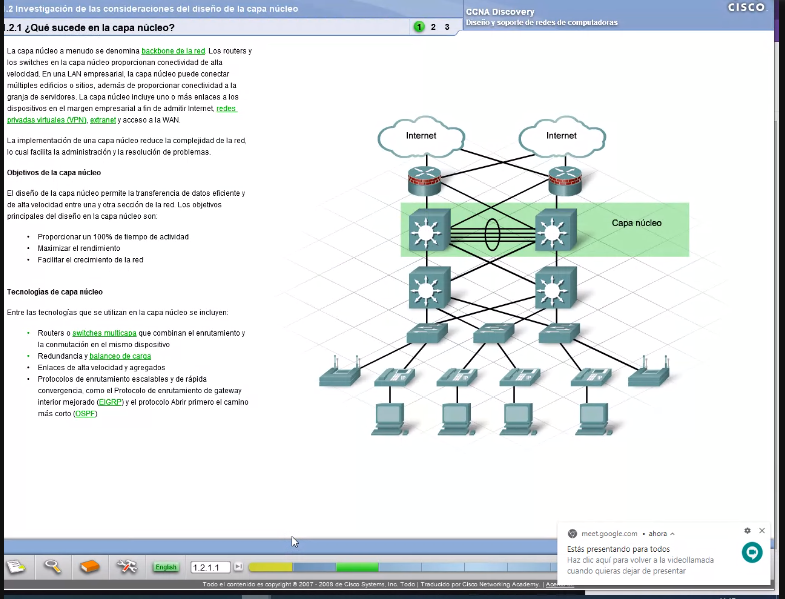 .2 Investigación de las consideraciones del diseño de la capa núcleo
CCNA Discovery
Diseño y soporte de redes de computadoras
CISCO
.2.1 ¿Qué sucede en la capa núcleo?
1 2 3
La capa núcleo a menudo se denomina backbone de la red. Los routers y
los switches en la capa núcleo proporcionan conectividad de alta
velocidad. En una LAN empresarial, la capa núcleo puede conectar
múltiples edificios o sitios, además de proporcionar conectividad a la
granja de servidores. La capa núcleo incluye uno o más enlaces a los
dispositivos en el margen empresarial a fin de admitir Internet, redes
privadas virtuales (VPN), extranet y acceso a la WAN.
La implementación de una capa núcleo reduce la complejidad de la red,
lo cual facilita la administración y la resolución de problemas.
Objetivos de la capa núcleo
El diseño de la capa núcleo permite la transferencia de datos eficiente y
de alta velocidad entre una y otra sección de la red. Los objetivos
principales del diseño en la capa núcleo son:
• Proporcionar un 100% de tiempo de actividad
• Maximizar el rendimiento
• Facilitar el crecimiento de la red
Tecnologías de capa núcleo
Entre las tecnologías que se utilizan en la capa núcleo se incluyen:
• Routers o switches multicapa que combinan el enrutamiento y
la conmutación en el mismo dispositivo
• Redundancia y balanceo de carga
• Enlaces de alta velocidad y agregados
• Protocolos de enrutamiento escalables y de rápida
convergencia, como el Protocolo de enrutamiento de gateway
interior mejorado (EIGRP) y el protocolo Abrir primero el camino
más corto (OSPF)
Internet
Internet
Capa núcleo
meet.google.com • ahora
Estás presentando para todos
Haz clic aquí para volver a la videollamada
cuando quieras dejar de presentar
English
1.2.1.1
Todo el contenido es copyright © 2007 - 2008 de Cisco Systems, Inc. Todo | Traducido por Cisco Networking Academy. |